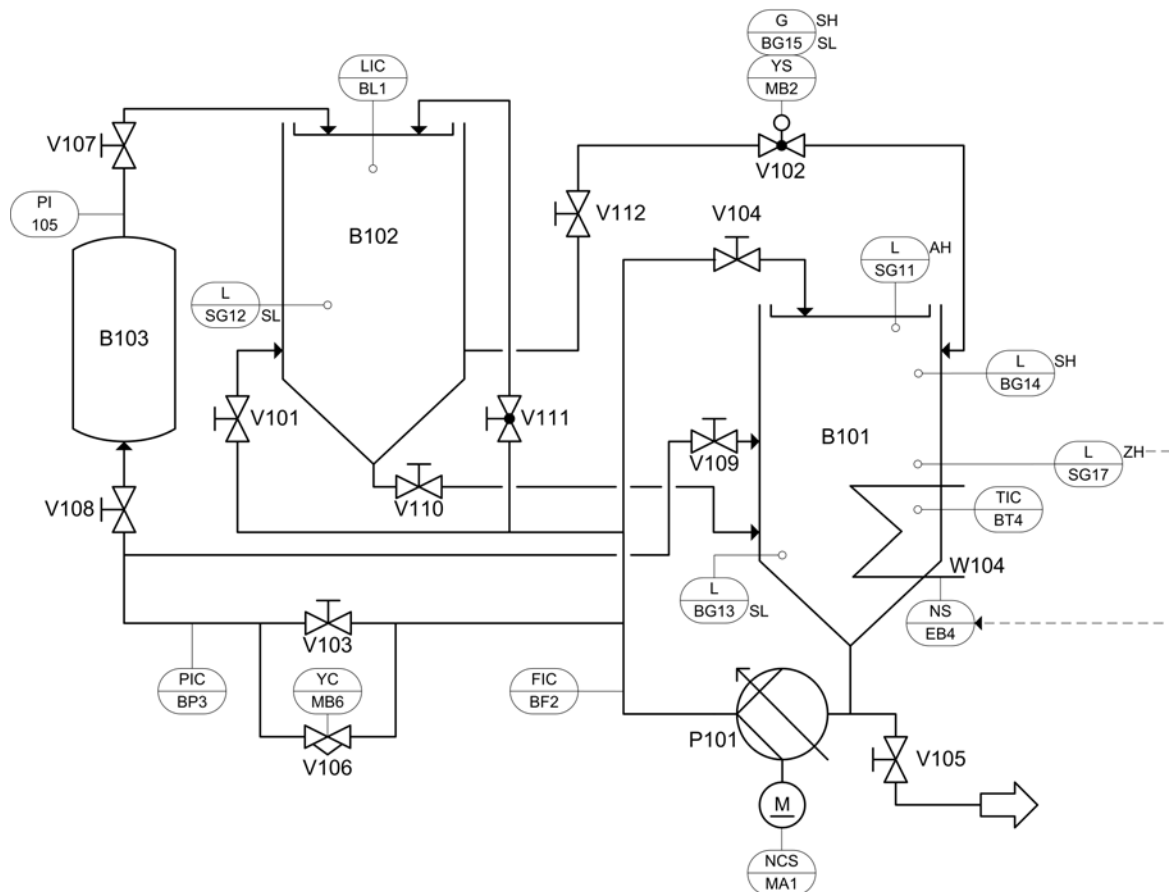 G SH
BG15 SL
YS
MB2
LIC
BL1
V107
V102
PI
105
V112
V104
B102
L AH
SG11
L
SG12 SL
B103
L SH
BG14
V101
V111
B101
V109
L ZH
SG17
V108
V110
TIC
BT4
W104
L
BG13 SL
NS
EB4
V103
PIC
BP3
YC
MB6
FIC
BF2
P101
V106
V105
M
NCS
MA1